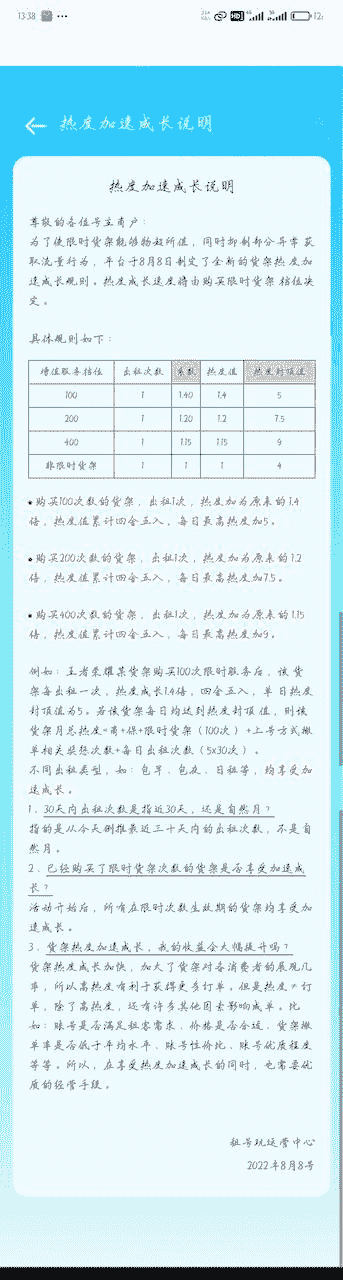 13:38
热度加速成长说明
热度加速成长说明
尊敬的各位号主商户：
为了使限时货架能够物超所值，同时抑制部分异常获
取流量行为，平台于8月8日制定了全新的货架热度加
速成长规则。热度成长速度将由购买限时货架档位决
定。
具体规则如下：
增值服务档位 出租次数 系数 热度值 热度封顶值
100 1 1.40 1.4 5
200 1 1.20 1.2 7.5
400 1 1.15 1.15 9
非限时货架 1 1 1 4
•购买100次数的货架，出租1次，热度加为原来的1.4
倍，热度值累计四舍五入，每日最高热度加5。
•购买200次数的货架，出租1次，热度加为原来的1.2
倍，热度值累计四舍五入，每日最高热度加7.5。
•购买400次数的货架，出租1次，热度加为原来的1.15
倍，热度值累计四舍五入，每日最高热度加9。
例如：王者荣耀某货架购买100次限时服务后，该货
架每出租一次，热度成长1.4倍，四舍五入，单日热度
封顶值为5。若该货架每日均达到热度封顶值，则该
货架月总热度=商+保+限时货架（100次）+上号方式撤
单相关奖惩次数+每日出租次数（5x30次）。
不同出租类型，如：包早、包夜、日租等，均享受加
速成长。
1、30天内出租次数是指近30天，还是自然月？
指的是从今天倒推最近三十天内的出租次数，不是自
然月。
2、已经购买了限时货架次数的货架是否享受加速成
长？
活动开始后，所有在限时次数生效期的货架均享受加
速成长。
3、货架热度加速成长，我的收益会大幅提升吗？
货架热度成长加快，加大了货架对各消费者的展现几
率，所以高热度有利于获得更多订单。但是热度≠订
单，除了高热度，还有许多其他因素影响成单。比
如：账号是否满足租客需求、价格是否合适，货架撤
单率是否低于平均水平、账号性价比、账号优质程度
等等。所以，在享受热度加速成长的同时，也需要优
质的经营手段。
租号玩运营中心
2022年8月8号